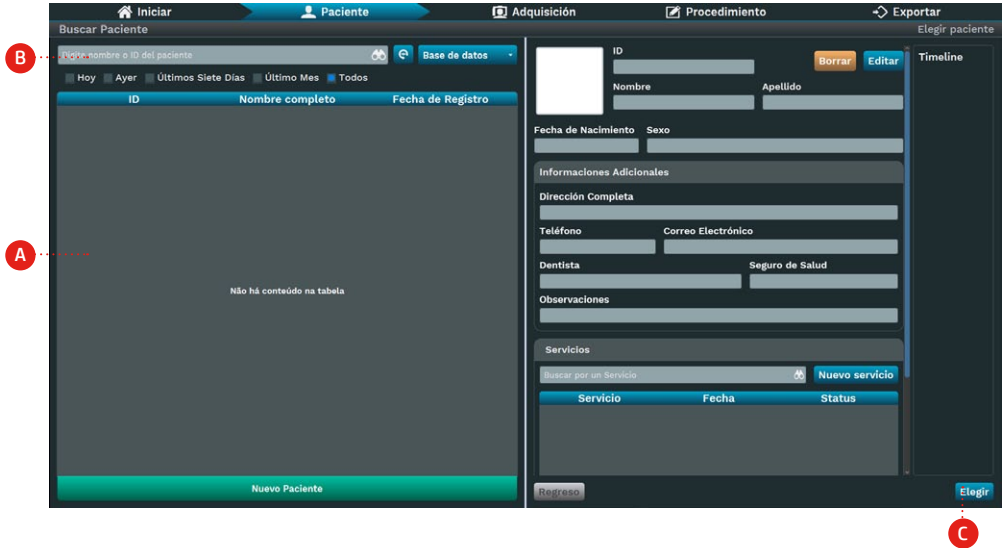 Iniciar Paciente Adquisición Procedimiento Exportar
Buscar Paciente Elegir paciente
B
Digite nombre o ID del paciente
Base de datos
Hoy Ayer Últimos Siete Días Último Mes Todos
ID Nombre completo Fecha de Registro
A
Não há conteúdo na tabela
Nuevo Paciente
ID
Borrar Editar
Nombre Apellido
Fecha de Nacimiento Sexo
Informaciones Adicionales
Dirección Completa
Teléfono Correo Electrónico
Dentista Seguro de Salud
Observaciones
Servicios
Buscar por un Servicio
Nuevo servicio
Servicio Fecha Status
Regreso
Timeline
Elegir
C